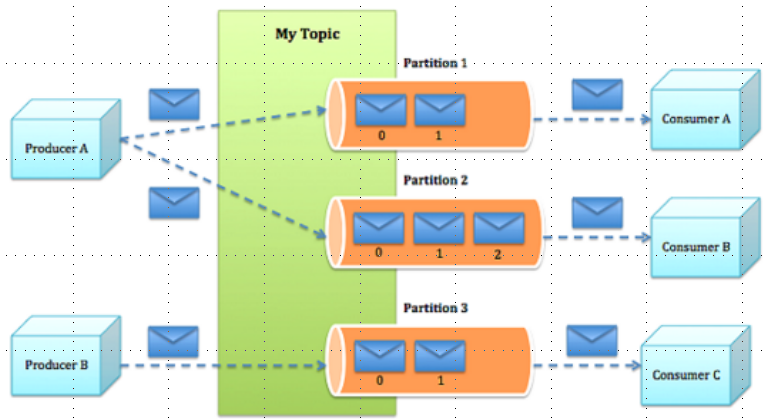 My Topic
Partition 1
0 1
Producer A
Consumer A
Partition 2
0 1 2
Consumer B
Partition 3
0 1
Producer B
Consumer C